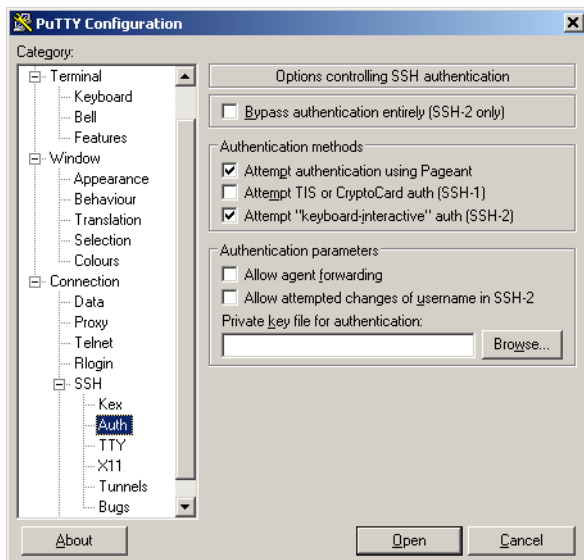 PuTTY Configuration
Category:
Terminal
Keyboard
Bell
Features
Window
Appearance
Behaviour
Translation
Selection
Colours
Connection
Data
Proxy
Telnet
Rlogin
SSH
Kex
Auth
TTY
X11
Tunnels
Bugs
Options controlling SSH authentication
Bypass authentication entirely (SSH-2 only)
Authentication methods
Attempt authentication using Pageant
Attempt TIS or CryptoCard auth (SSH-1)
Attempt "keyboard-interactive" auth (SSH-2)
Authentication parameters
Allow agent forwarding
Allow attempted changes of username in SSH-2
Private key file for authentication:
Browse...
About
Open
Cancel